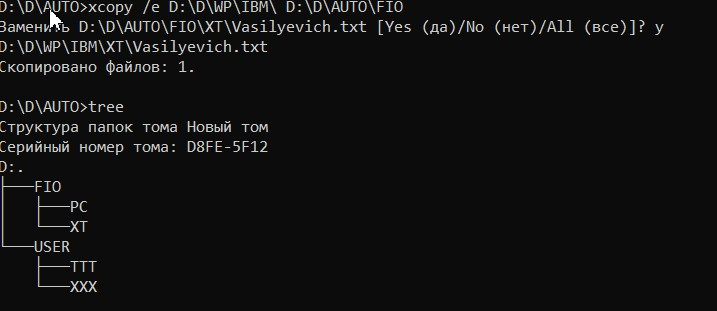 D:\D\AUTO>xcopy /e D:\D\WP\IBM\ D:\D\AUTO\FIO
Заменить D:\D\AUTO\FIO\XT\Vasilyevich.txt [Yes (да)/No (нет)/All (все)]? y
D:\D\WP\IBM\XT\Vasilyevich.txt
Скопировано файлов: 1.
D:\D\AUTO>tree
Структура папок тома Новый том
Серийный номер тома: D8FE-5F12
D:.
├───FIO
│   ├───PC
│   └───XT
└───USER
    ├───TTT
    └───XXX